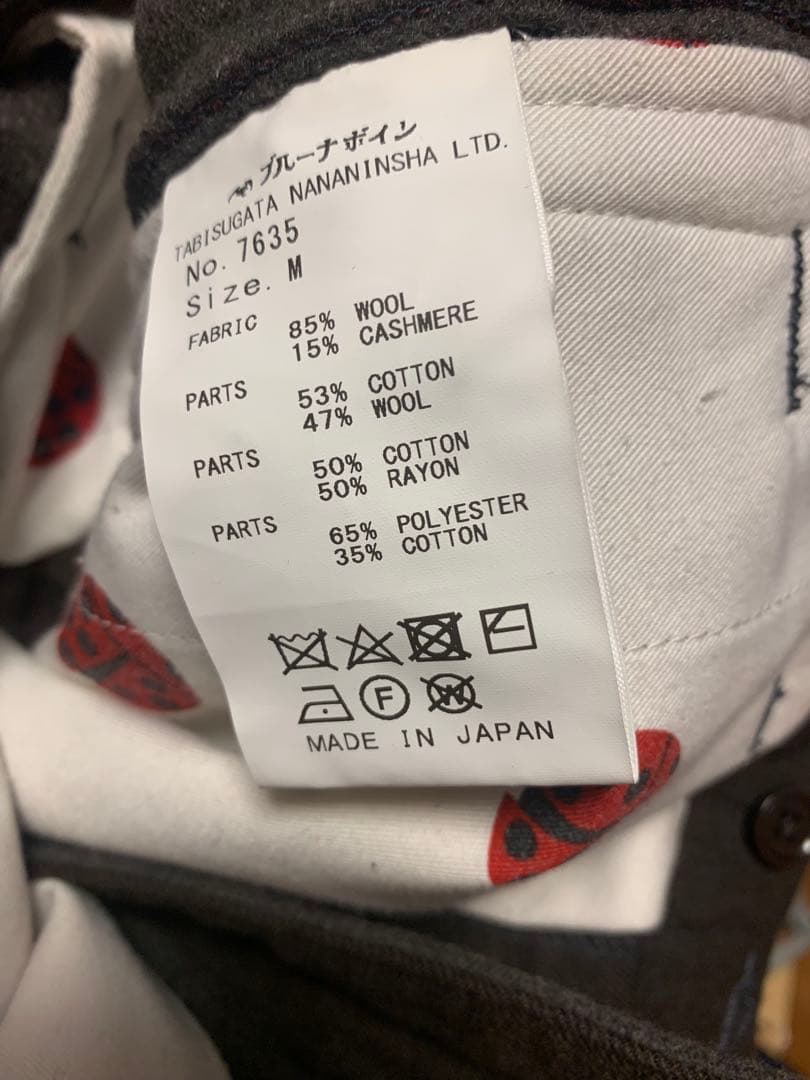 ブルーナボイン
TABISUGATA NANANINSHA LTD.
No. 7635
Size. M
FABRIC 85% WOOL
15% CASHMERE
PARTS 53% COTTON
47% WOOL
PARTS 50% COTTON
50% RAYON
PARTS 65% POLYESTER
35% COTTON
F
W
MADE IN JAPAN